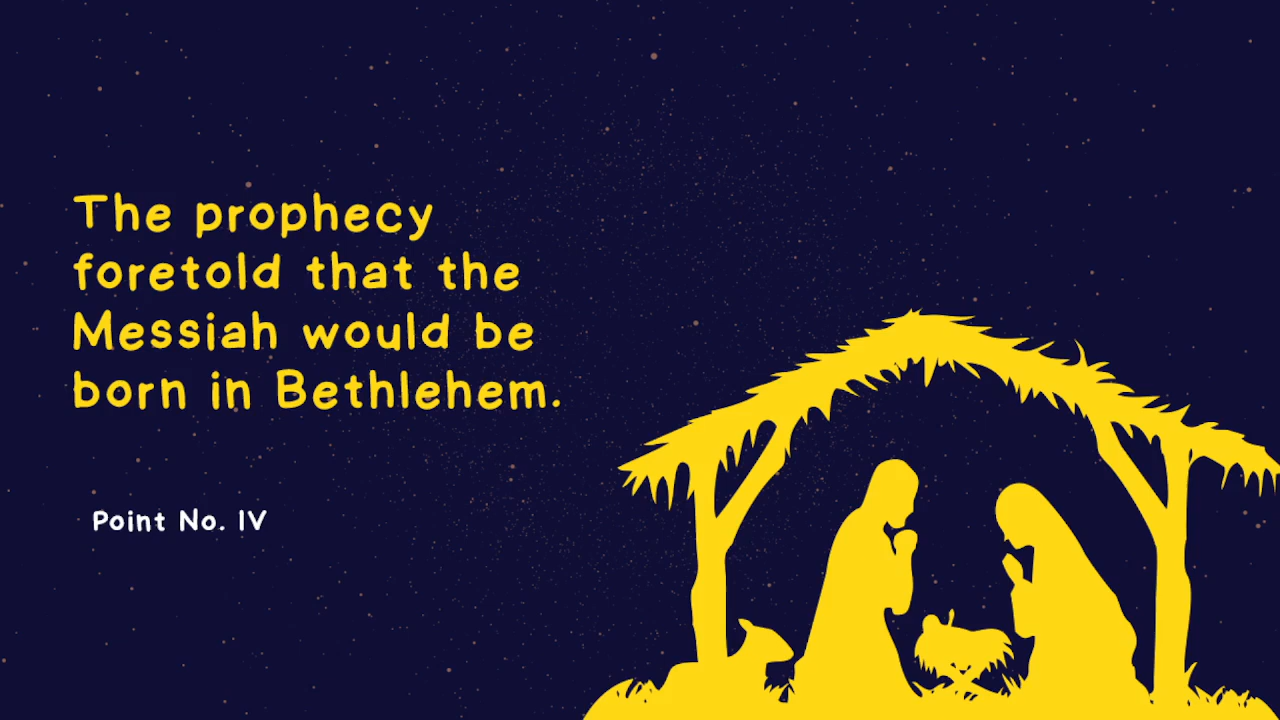 The prophecy
foretold that the
Messiah would be
born in Bethlehem.
Point No. IV